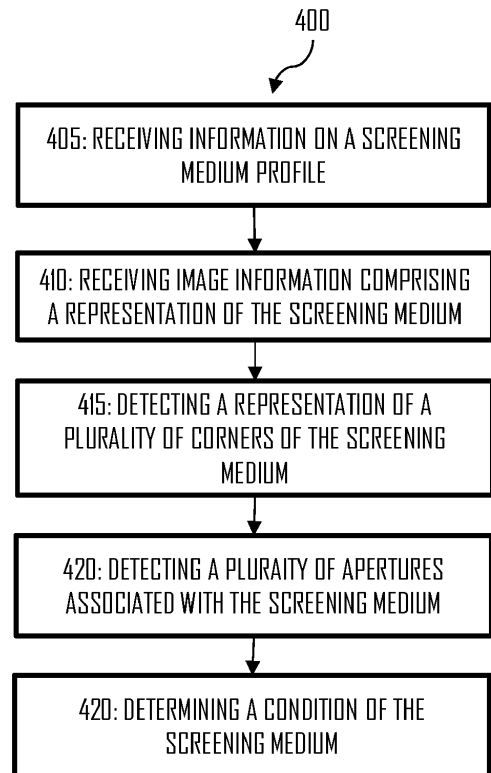 400
405: RECEIVING INFORMATION ON A SCREENING
MEDIUM PROFILE
410: RECEIVING IMAGE INFORMATION COMPRISING
A REPRESENTATION OF THE SCREENING MEDIUM
415: DETECTING A REPRESENTATION OF A
PLURALITY OF CORNERS OF THE SCREENING
MEDIUM
420: DETECTING A PLURAITY OF APERTURES
ASSOCIATED WITH THE SCREENING MEDIUM
420: DETERMINING A CONDITION OF THE
SCREENING MEDIUM